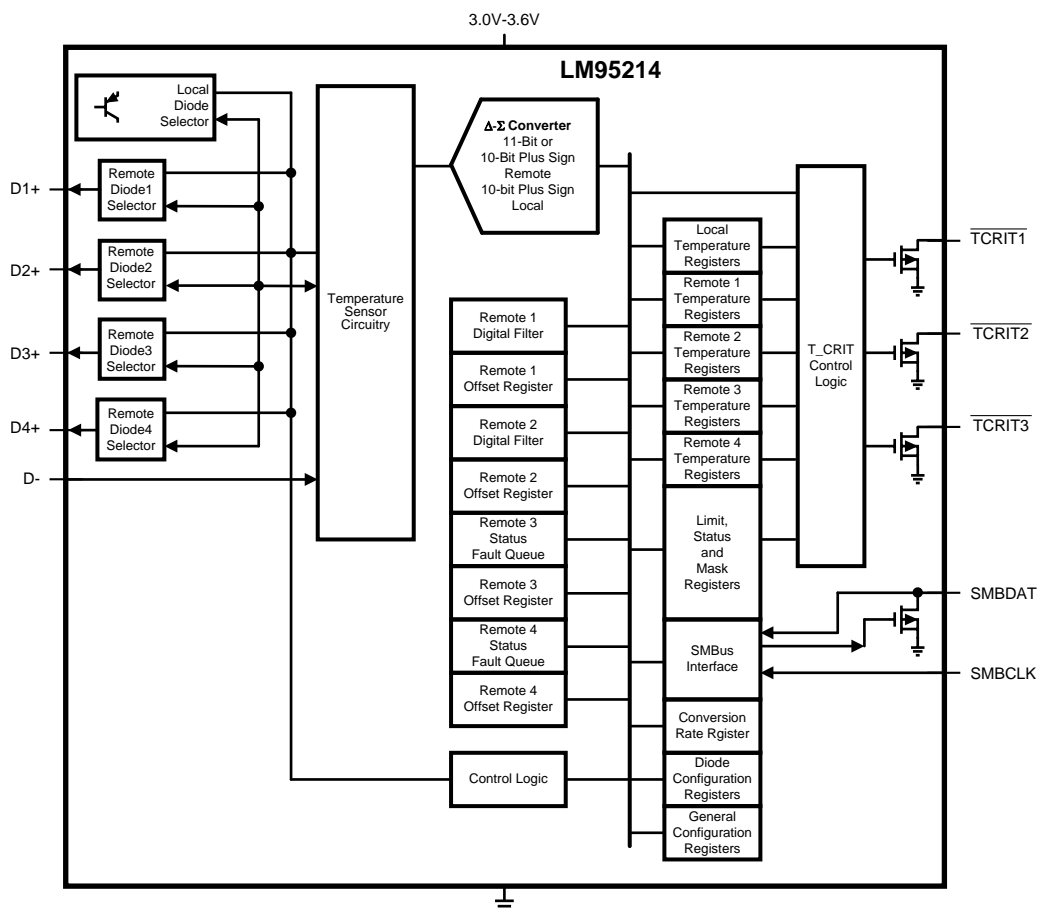 3.0V-3.6V
LM95214
Local
Diode
Selector
Remote
Diode1
Selector
Remote
Diode2
Selector
Remote
Diode3
Selector
Remote
Diode4
Selector
D1+
D2+
D3+
D4+
D-
Temperature
Sensor
Circuitry
Δ-Σ Converter
11-Bit or
10-Bit Plus Sign
Remote
10-bit Plus Sign
Local
Remote 1
Digital Filter
Remote 1
Offset Register
Remote 2
Digital Filter
Remote 2
Offset Register
Remote 3
Status
Fault Queue
Remote 3
Offset Register
Remote 4
Status
Fault Queue
Remote 4
Offset Register
Control Logic
Local
Temperature
Registers
Remote 1
Temperature
Registers
Remote 2
Temperature
Registers
Remote 3
Temperature
Registers
Remote 4
Temperature
Registers
Limit,
Status
and
Mask
Registers
SMBus
Interface
Conversion
Rate Rgister
Diode
Configuration
Registers
General
Configuration
Registers
T_CRIT
Control
Logic
TCRIT1
TCRIT2
TCRIT3
SMBDAT
SMBCLK